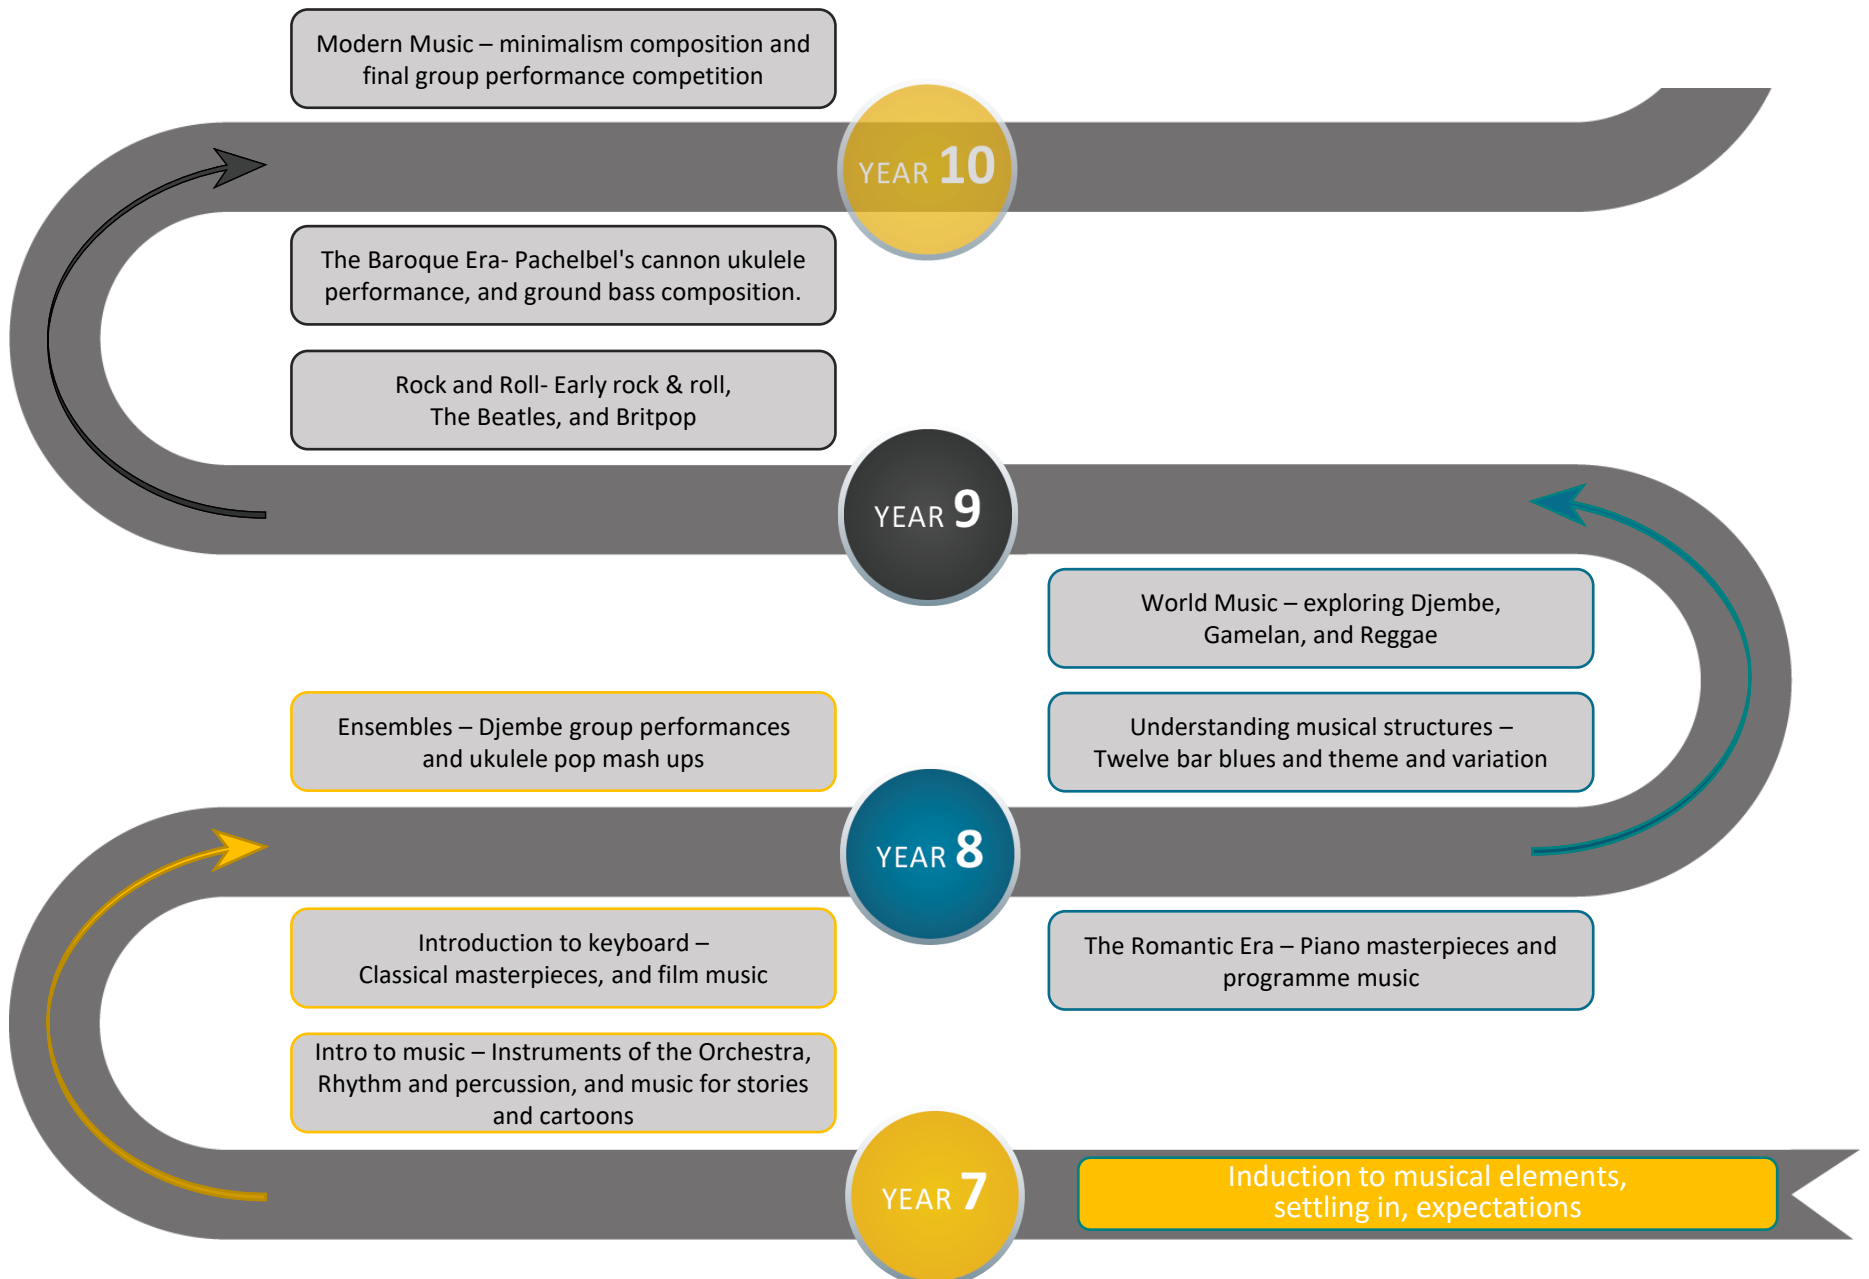 Modern Music – minimalism composition and
final group performance competition
YEAR 10
The Baroque Era- Pachelbel's cannon ukulele
performance, and ground bass composition.
Rock and Roll- Early rock & roll,
The Beatles, and Britpop
YEAR 9
World Music – exploring Djembe,
Gamelan, and Reggae
Ensembles – Djembe group performances
and ukulele pop mash ups
Understanding musical structures –
Twelve bar blues and theme and variation
YEAR 8
Introduction to keyboard –
Classical masterpieces, and film music
The Romantic Era – Piano masterpieces and
programme music
Intro to music – Instruments of the Orchestra,
Rhythm and percussion, and music for stories
and cartoons
YEAR 7
Induction to musical elements,
settling in, expectations